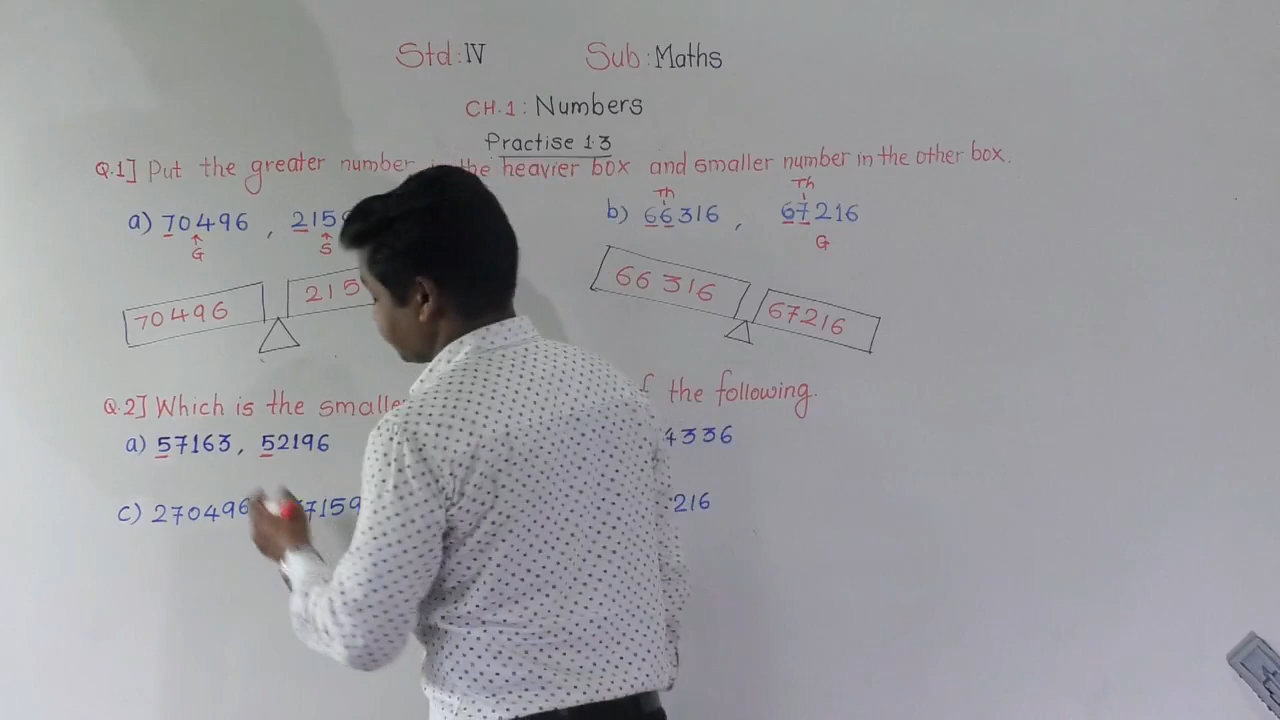 Std: IV Sub: Maths
CH.1: Numbers
Practise 1.3
Q.1] Put the greater number the heavier box and smaller number in the other box.
Th Th
a) 70496 , 215 b) 66316 , 67216
G S G
70496 215 66316 67216
Q.2] Which is the smalle f the following.
a) 57163, 52196 4336
c) 270496 7159 216